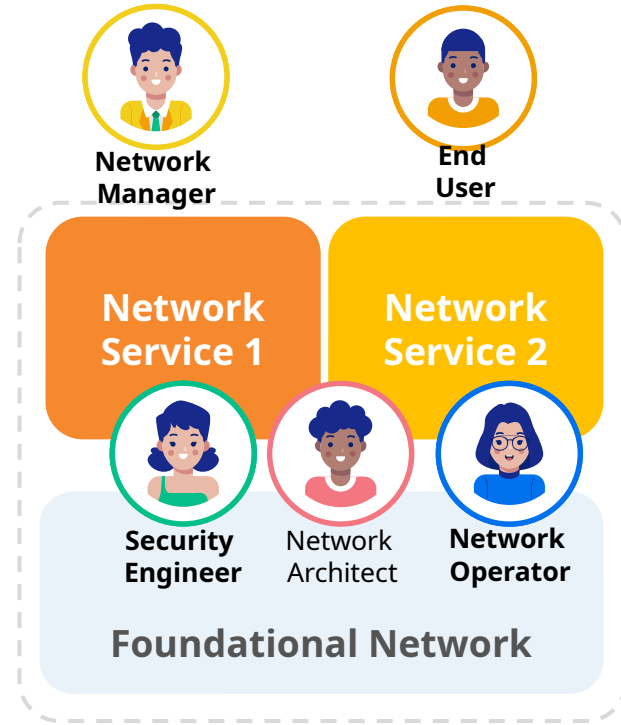 Network
Manager
End
User
Network
Service 1
Network
Service 2
Security
Engineer
Network
Architect
Network
Operator
Foundational Network